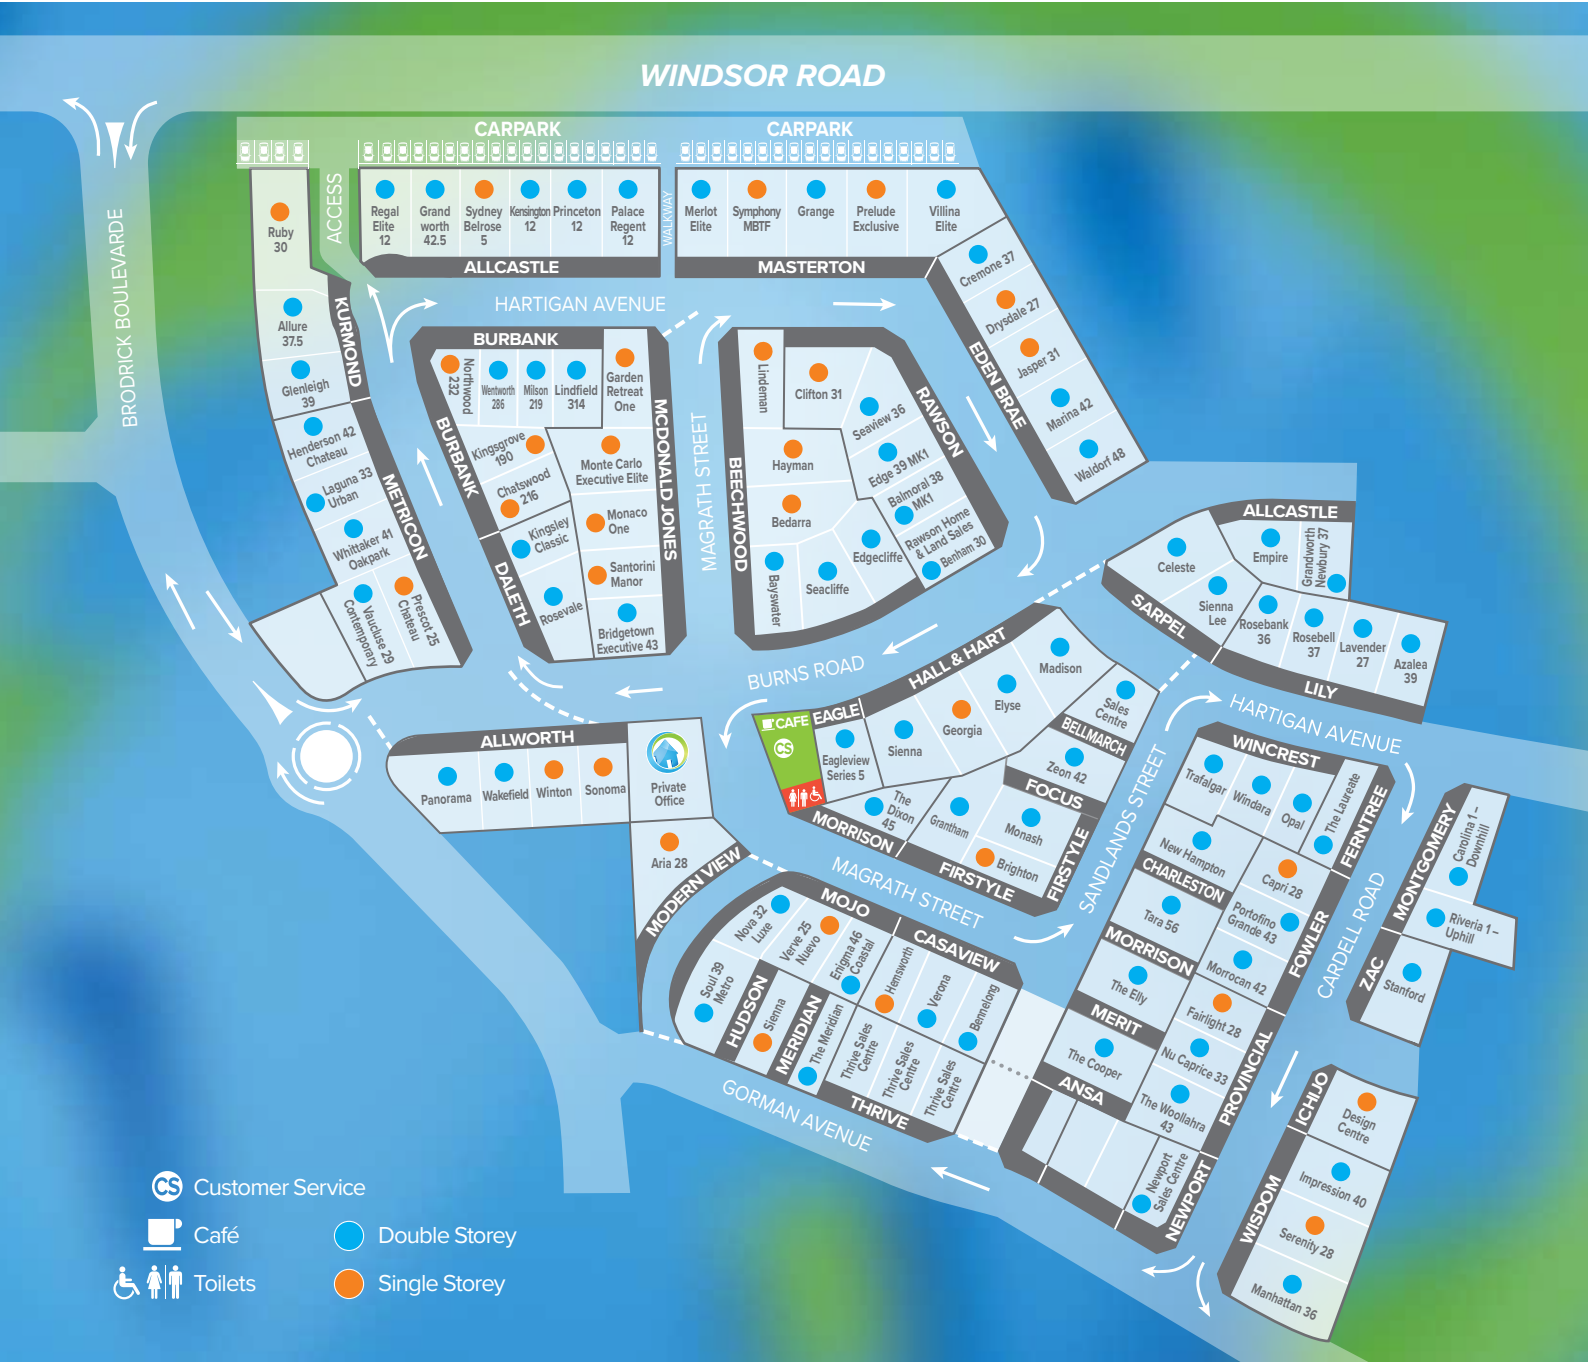 WINDSOR ROAD
CARPARK
CARPARK
BRODRICK BOULEVARDE
ACCESS
WALKWAY
Ruby
30
Regal
Elite
12
Grand
worth
42.5
Sydney
Belrose
5
Kensington
12
Princeton
12
Palace
Regent
12
Merlot
Elite
Symphony
MBTF
Grange
Prelude
Exclusive
Villina
Elite
ALLCASTLE
MASTERTON
HARTIGAN AVENUE
Allure
37.5
KURMOND
Glenleigh
39
Henderson 42
Chateau
Laguna 33
Urban
METRICON
Whittaker 41
Oakpark
Vaucluse 29
Contemporary
Prescot 25
Chateau
BURBANK
Northwood
232
Wentworth
286
Milson
219
Lindfield
314
Garden
Retreat
One
BURBANK
Kingsgrove
190
Chatswood
216
Monte Carlo
Executive Elite
MCDONALD JONES
Monaco
One
Kingsley
Classic
DALETH
Santorini
Manor
Rosevale
Bridgetown
Executive 43
MAGRATH STREET
BEECHWOOD
Lindeman
Clifton 31
Seaview 36
RAWSON
Hayman
Edge 39 MK1
Balmoral 38
MK1
Bedarra
Edgecliffe
Rawson Home
& Land Sales
Benham 30
Bayswater
Seacliffe
Cremone 37
Drysdale 27
EDEN BRAE
Jasper 31
Marina 42
Waldorf 48
ALLCASTLE
Celeste
Empire
Grandworth
Newbury 37
Sienna
Lee
SARPEL
Rosebank
36
Rosebell
37
Lavender
27
Azalea
39
LILY
BURNS ROAD
HARTIGAN AVENUE
HALL & HART
Madison
Elyse
Georgia
Sienna
EAGLE
CAFE
CS
Eagleview
Series 5
Sales
Centre
BELLMARCH
Zeon 42
FOCUS
The
Dixon
45
Grantham
Monash
Brighton
MORRISON
FIRSTYLE
FIRSTYLE
MAGRATH STREET
SANDLANDS STREET
ALLWORTH
Panorama
Wakefield
Winton
Sonoma
Private
Office
Aria 28
MODERN VIEW
MOJO
Nova 32
Luxe
Verve 25
Nuevo
Enigma 46
Coastal
Soul 39
Metro
HUDSON
Sienna
MERIDIAN
The Meridian
CASAVIEW
Hemsworth
Verona
Bennelong
Thrive Sales
Centre
Thrive Sales
Centre
Thrive Sales
Centre
THRIVE
GORMAN AVENUE
WINCREST
Trafalgar
Windara
Opal
The Laureate
FERNTREE
New Hampton
CHARLESTON
Capri 28
Tara 56
Portofino
Grande 43
FOWLER
MORRISON
Morrocan 42
The Elly
Fairlight 28
MERIT
The Cooper
Nu Caprice 33
PROVINCIAL
ANSA
The Woollahra
43
Newport
Sales Centre
NEWPORT
CARDELL ROAD
MONTGOMERY
Carolina 1 –
Downhill
Riveria 1 –
Uphill
ZAC
Stanford
ICHIJO
Design
Centre
WISDOM
Impression 40
Serenity 28
Manhattan 36
CS Customer Service
Café
Toilets
Double Storey
Single Storey